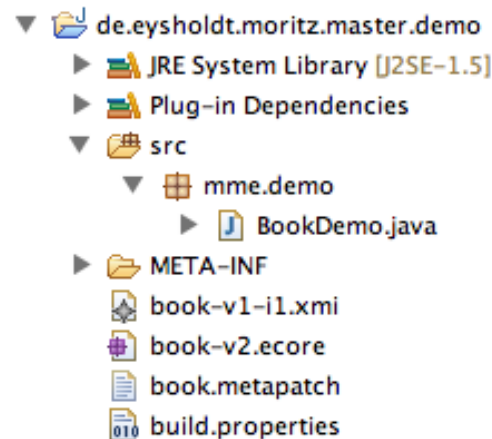 de.eysholdt.moritz.master.demo
JRE System Library [J2SE-1.5]
Plug-in Dependencies
src
mme.demo
J BookDemo.java
META-INF
book-v1-i1.xmi
book-v2.ecore
book.metapatch
010 build.properties